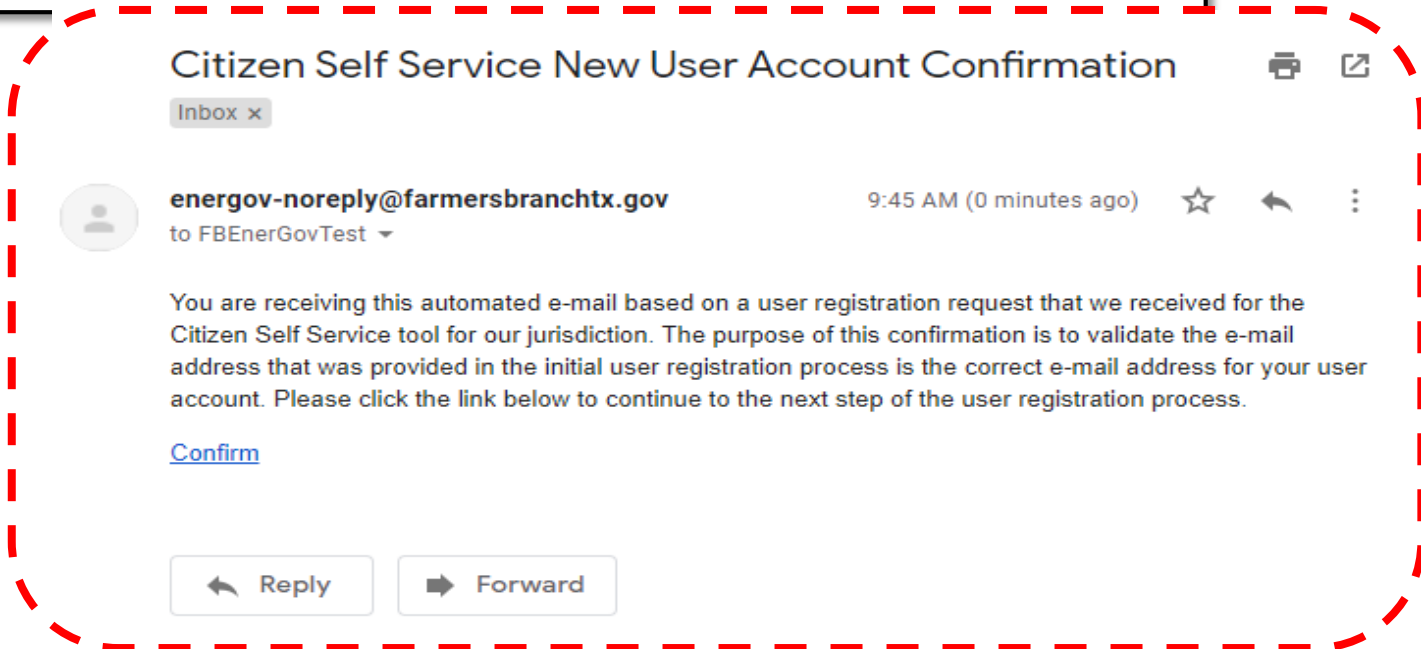 Citizen Self Service New User Account Confirmation
Inbox x
energov-noreply@farmersbranchtx.gov 9:45 AM (0 minutes ago)
to FBEnerGovTest
You are receiving this automated e-mail based on a user registration request that we received for the
Citizen Self Service tool for our jurisdiction. The purpose of this confirmation is to validate the e-mail
address that was provided in the initial user registration process is the correct e-mail address for your user
account. Please click the link below to continue to the next step of the user registration process.
Confirm
Reply Forward